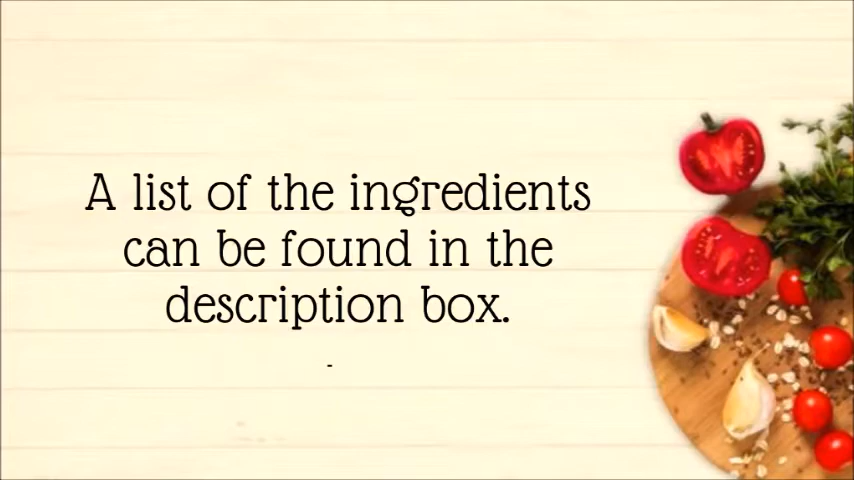 A list of the ingredients
can be found in the
description box.
-